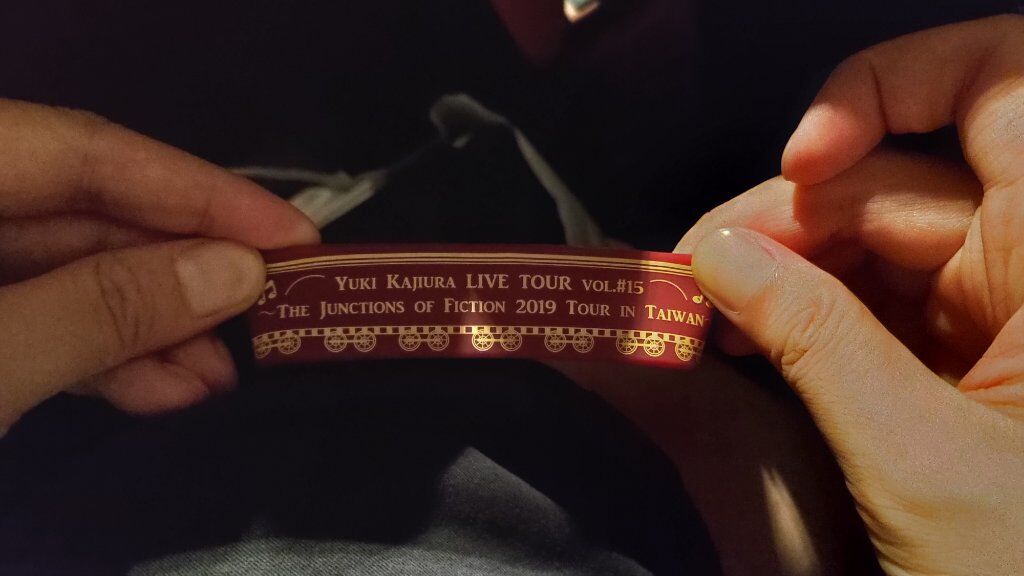 Yuki Kajiura LIVE TOUR vol.#15
~The Junctions of Fiction 2019 Tour in Taiwan~